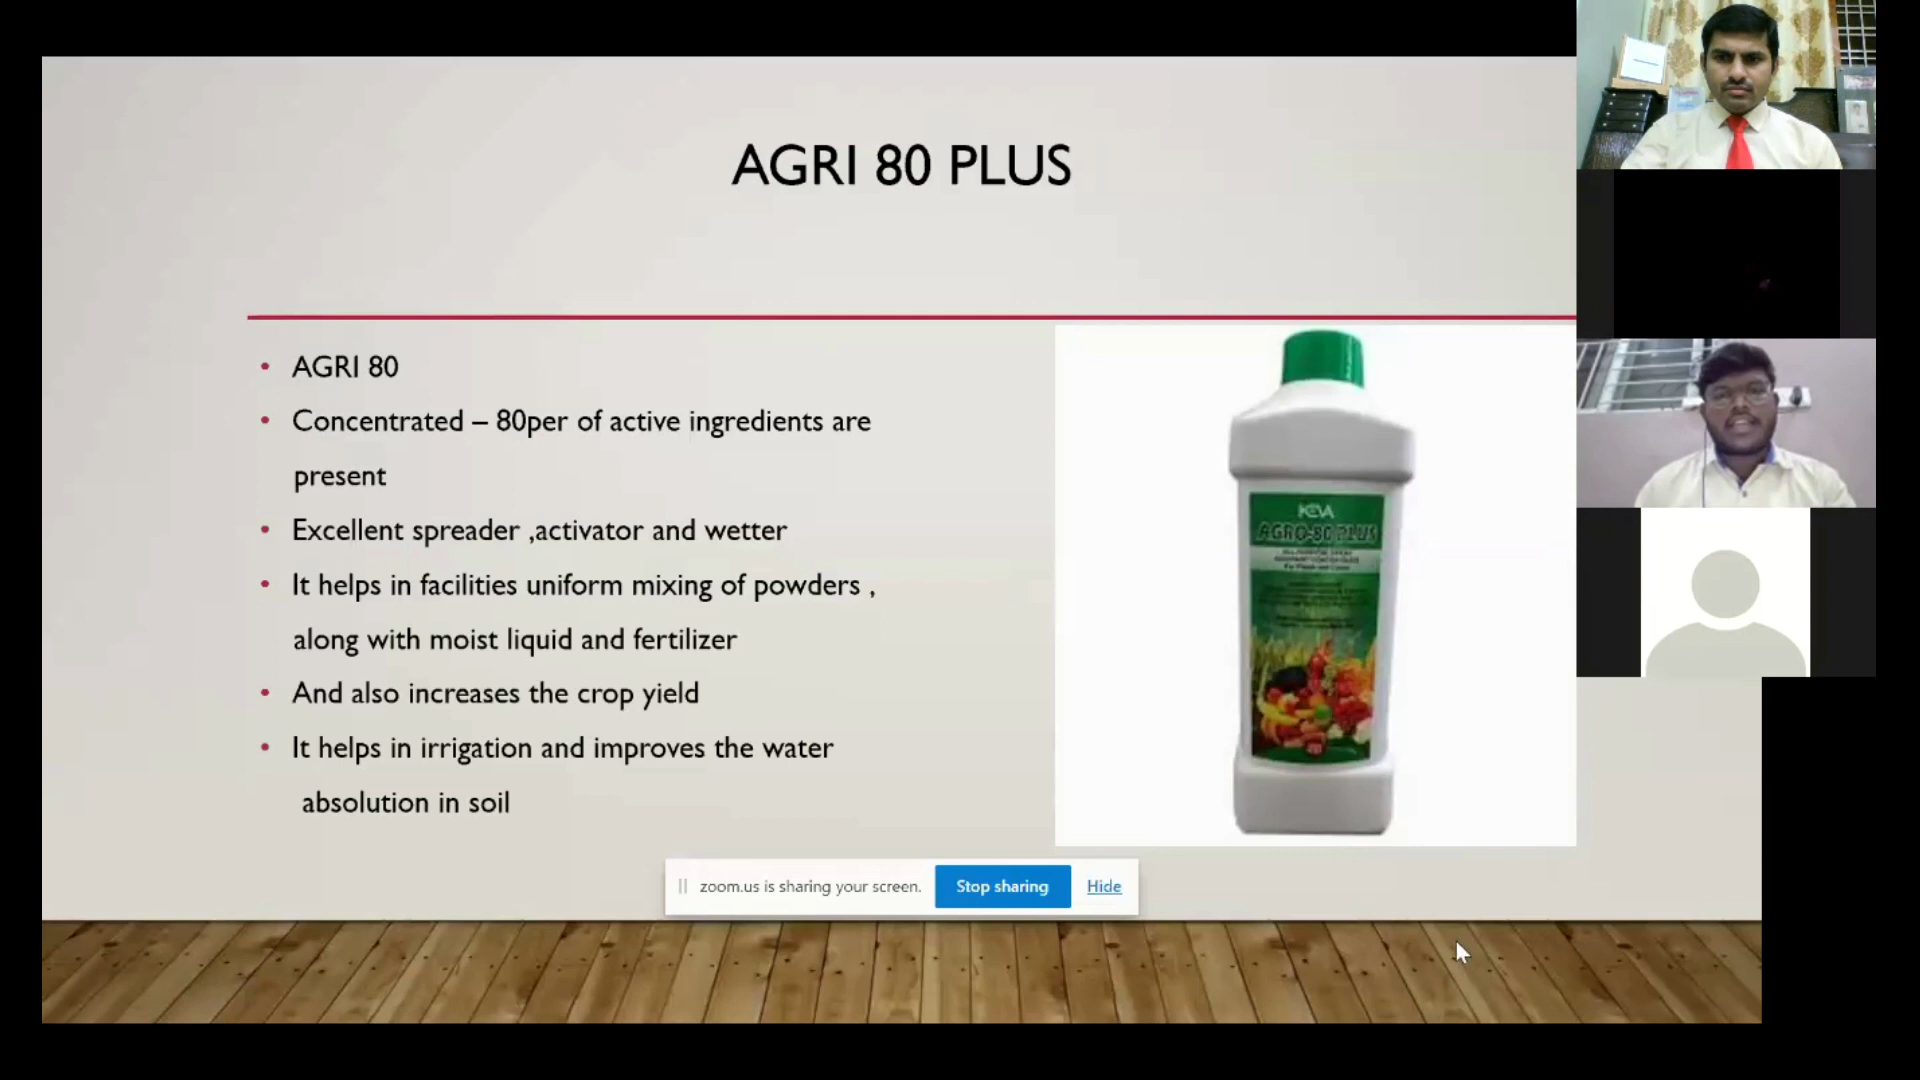 AGRI 80 PLUS
• AGRI 80
• Concentrated – 80per of active ingredients are
present
• Excellent spreader ,activator and wetter
• It helps in facilities uniform mixing of powders ,
along with moist liquid and fertilizer
• And also increases the crop yield
• It helps in irrigation and improves the water
absolution in soil
KEVA
AGRO-80 PLUS
zoom.us is sharing your screen.
Stop sharing
Hide